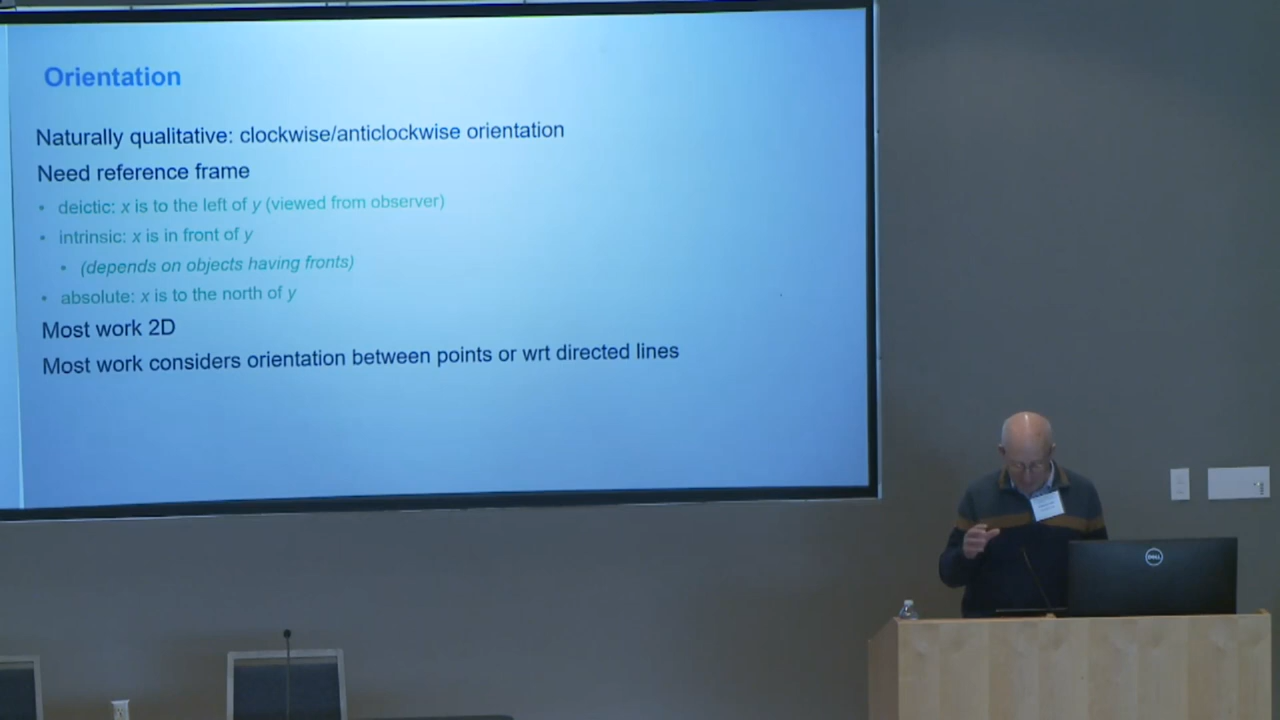 Orientation
Naturally qualitative: clockwise/anticlockwise orientation
Need reference frame
• deictic: x is to the left of y (viewed from observer)
• intrinsic: x is in front of y
• (depends on objects having fronts)
• absolute: x is to the north of y
Most work 2D
Most work considers orientation between points or wrt directed lines
DELL